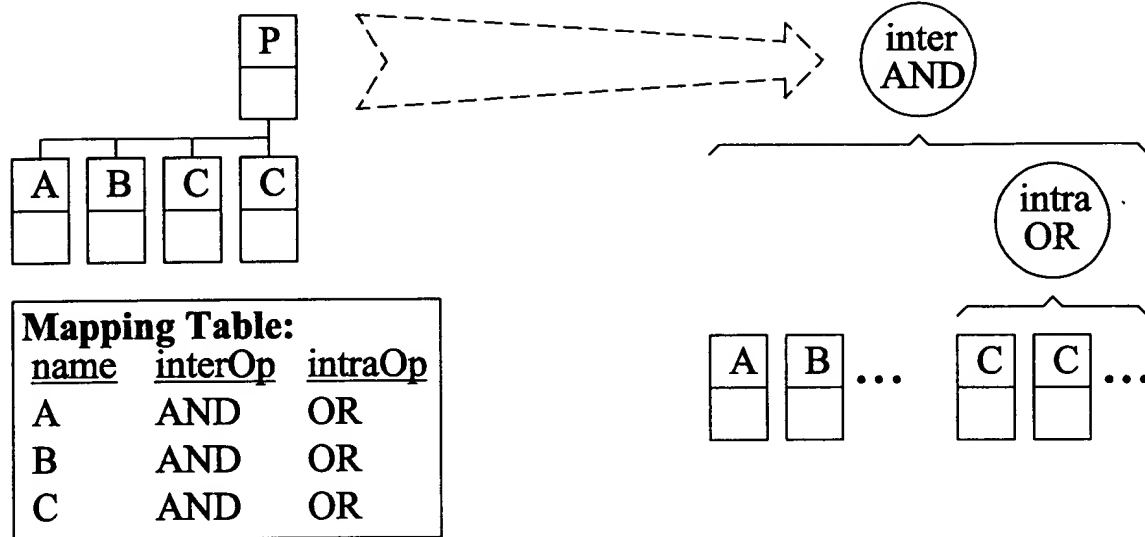 P
A B C C
Mapping Table:
name interOp intraOp
A AND OR
B AND OR
C AND OR
inter
AND
intra
OR
A B ... C C ...